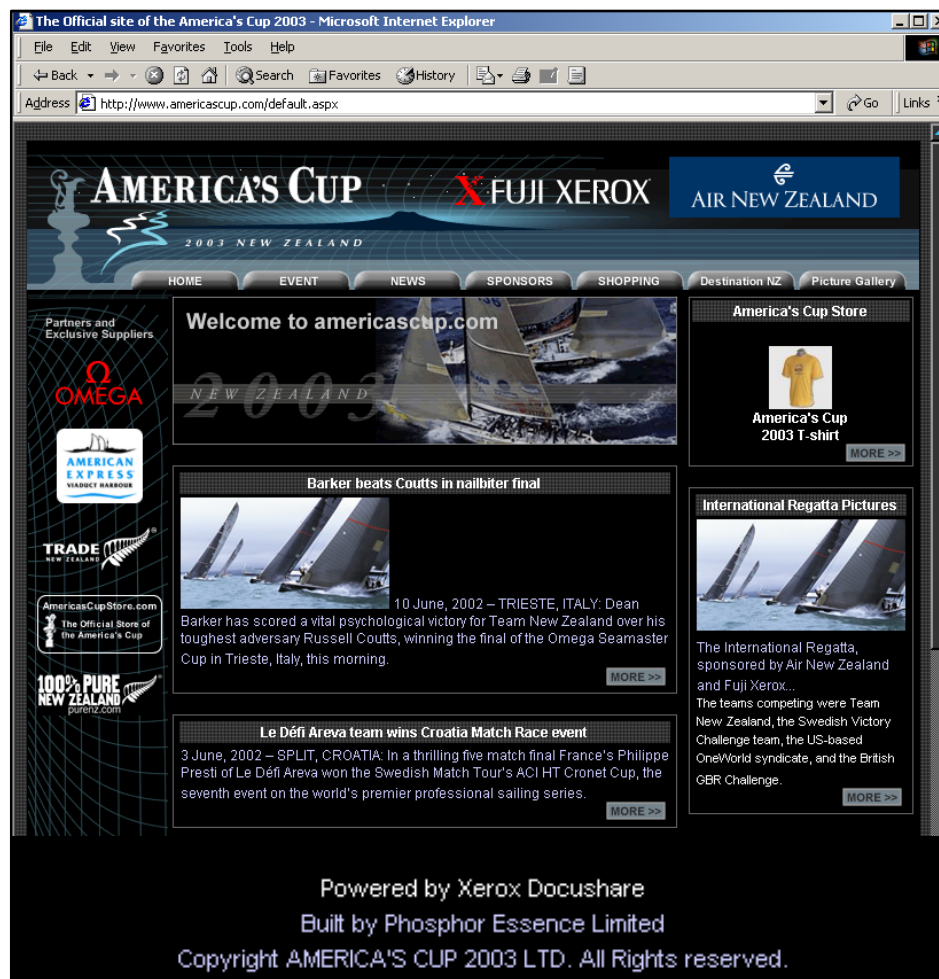 The Official site of the America's Cup 2003 - Microsoft Internet Explorer
File Edit View Favorites Tools Help
Back Search Favorites History
Address http://www.americascup.com/default.aspx Go Links
AMERICA'S CUP
2003 NEW ZEALAND
X FUJI XEROX
AIR NEW ZEALAND
HOME EVENT NEWS SPONSORS SHOPPING Destination NZ Picture Gallery
Partners and
Exclusive Suppliers
Ω
OMEGA
AMERICAN
EXPRESS
VIADUCT HARBOUR
TRADE
NEW ZEALAND
AmericasCupStore.com
The Official Store of
the America's Cup
100% PURE
NEW ZEALAND
purenz.com
Welcome to americascup.com
2003
NEW ZEALAND
Barker beats Coutts in nailbiter final
10 June, 2002 – TRIESTE, ITALY: Dean
Barker has scored a vital psychological victory for Team New Zealand over his
toughest adversary Russell Coutts, winning the final of the Omega Seamaster
Cup in Trieste, Italy, this morning.
MORE >>
Le Défi Areva team wins Croatia Match Race event
3 June, 2002 – SPLIT, CROATIA: In a thrilling five match final France's Philippe
Presti of Le Défi Areva won the Swedish Match Tour's ACI HT Cronet Cup, the
seventh event on the world's premier professional sailing series.
MORE >>
America's Cup Store
America's Cup
2003 T-shirt
MORE >>
International Regatta Pictures
The International Regatta,
sponsored by Air New Zealand
and Fuji Xerox...
The teams competing were Team
New Zealand, the Swedish Victory
Challenge team, the US-based
OneWorld syndicate, and the British
GBR Challenge.
MORE >>
Powered by Xerox Docushare
Built by Phosphor Essence Limited
Copyright AMERICA'S CUP 2003 LTD. All Rights reserved.